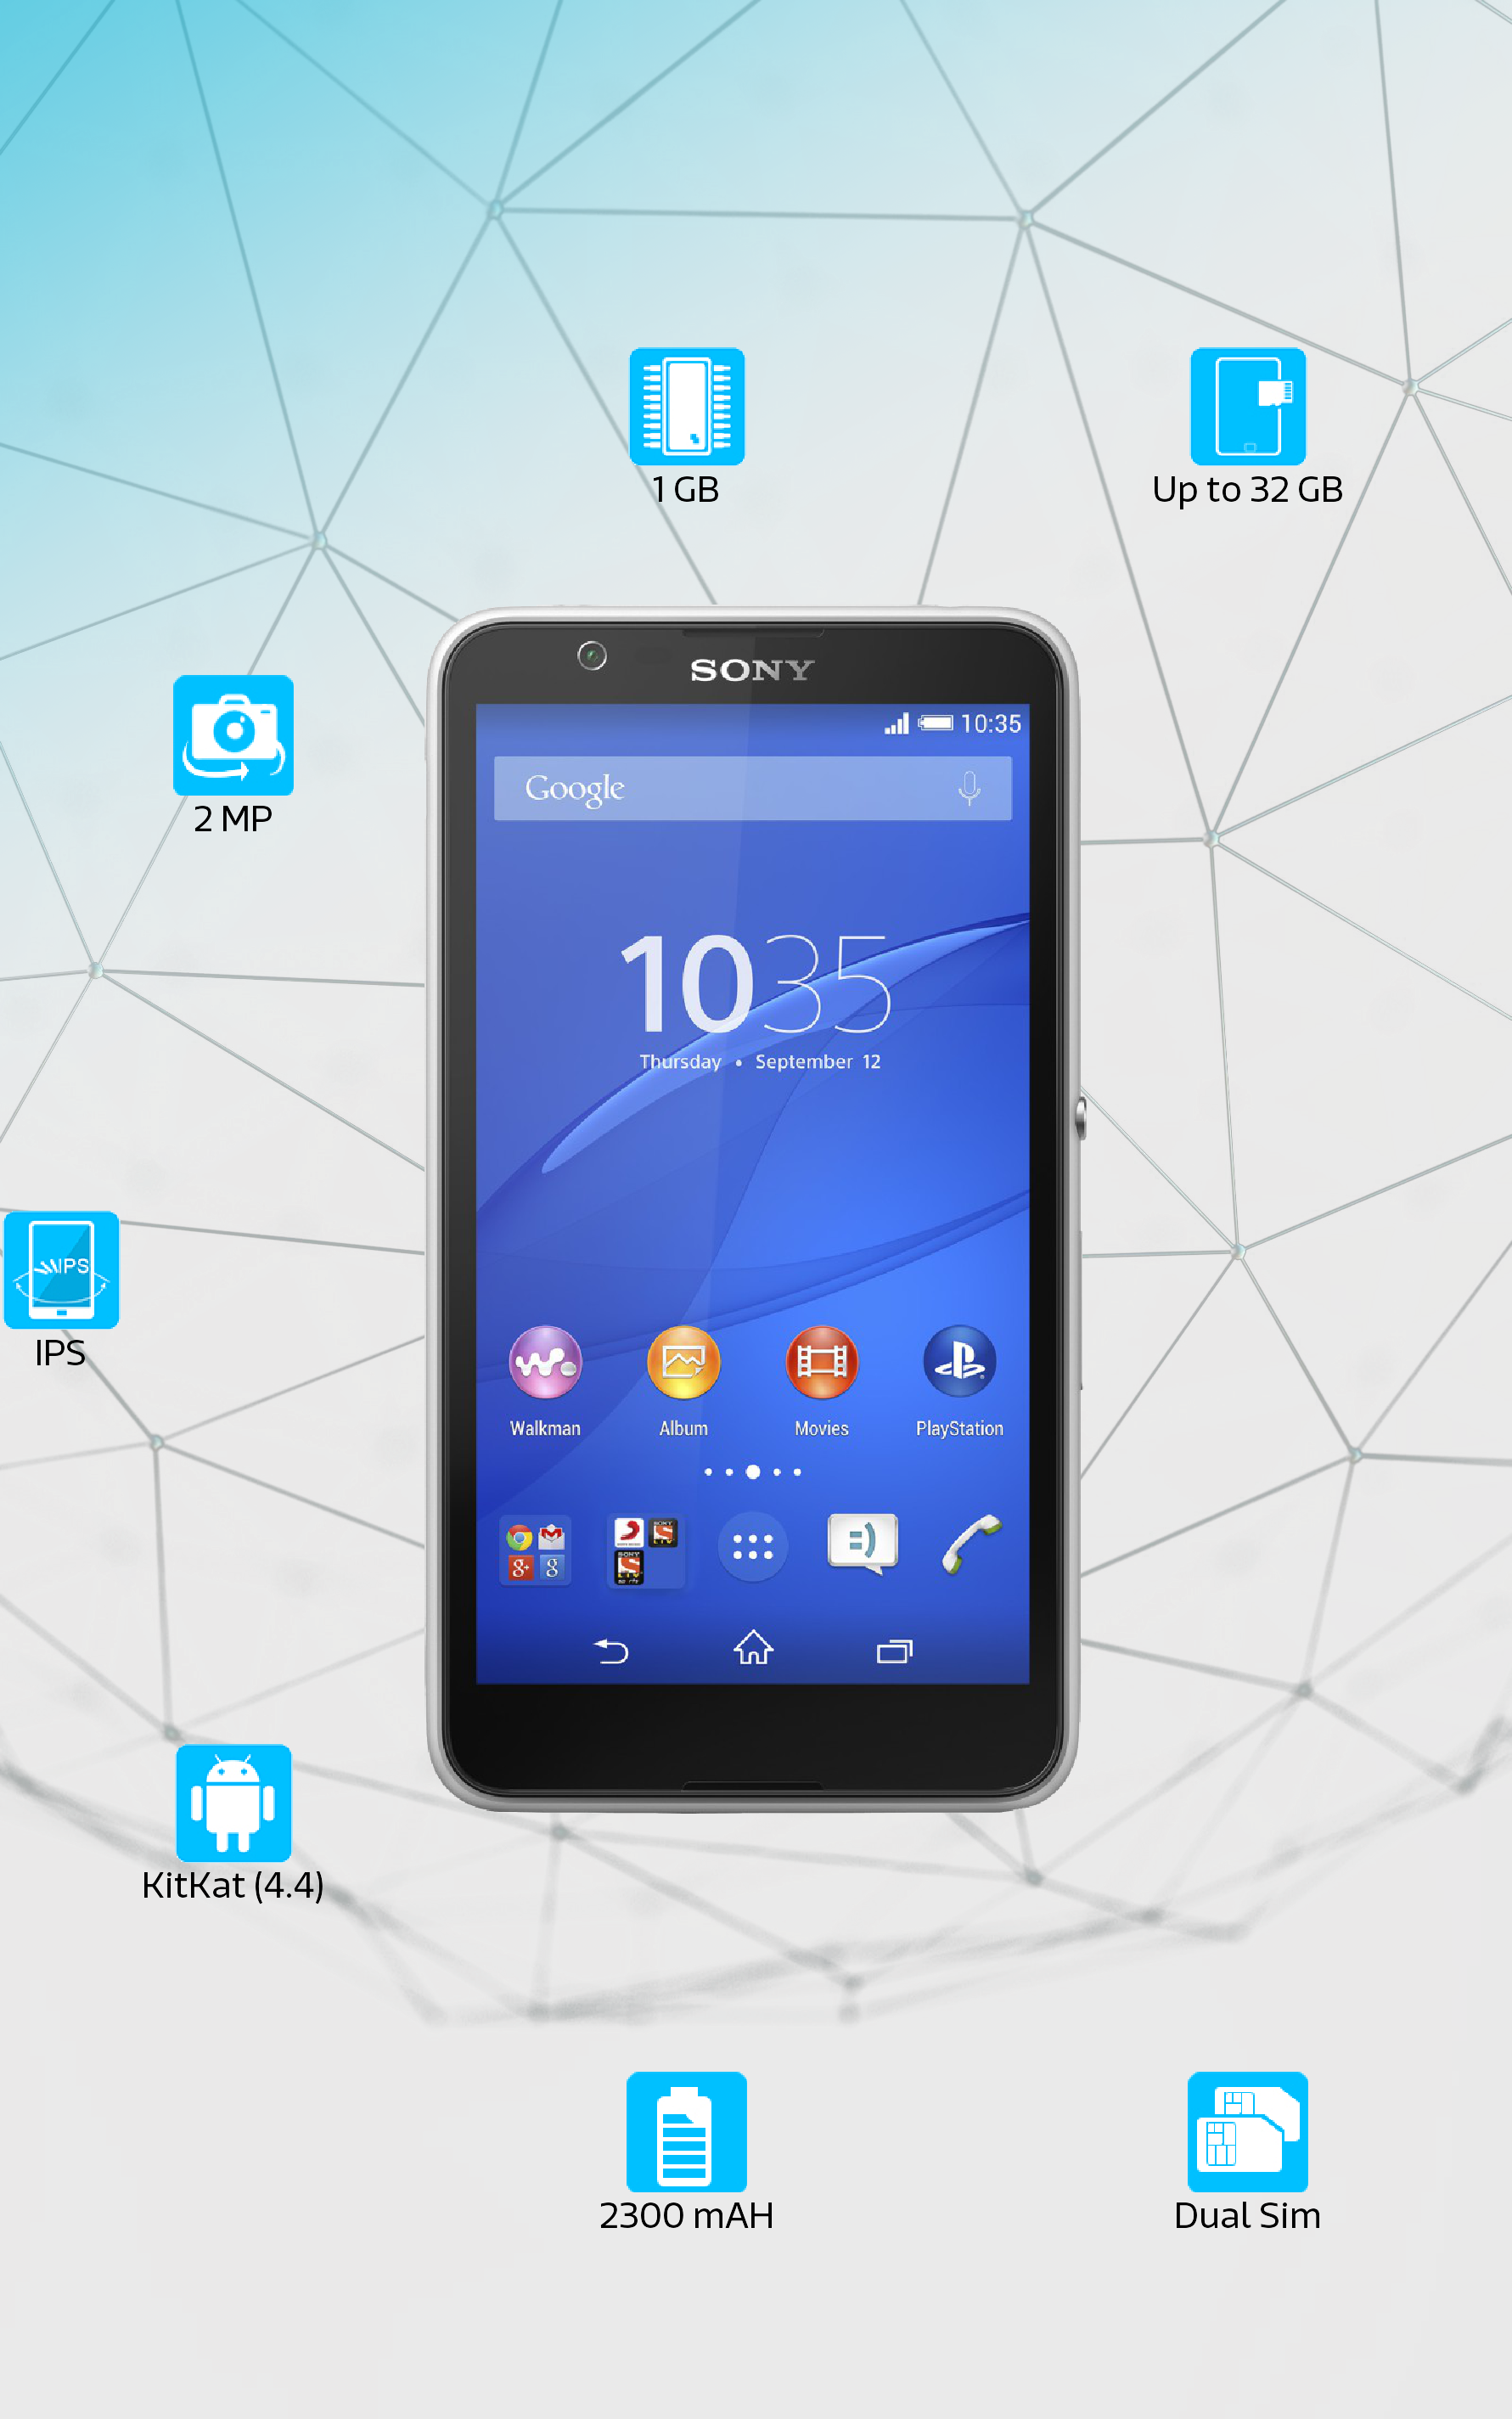 1 GB
Up to 32 GB
SONY
2 MP
10:35
Google
1035
Thursday • September 12
IPS
IPS
Walkman
Album
Movies
PlayStation
KitKat (4.4)
2300 mAH
Dual Sim